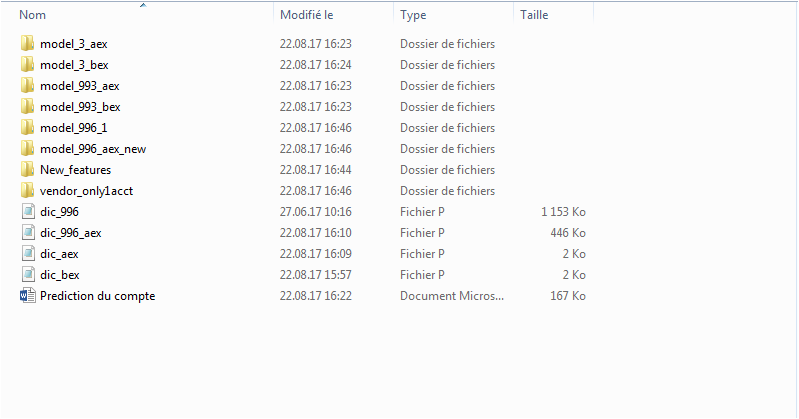 Nom Modifié le Type Taille
model_3_aex 22.08.17 16:23 Dossier de fichiers
model_3_bex 22.08.17 16:24 Dossier de fichiers
model_993_aex 22.08.17 16:23 Dossier de fichiers
model_993_bex 22.08.17 16:23 Dossier de fichiers
model_996_1 22.08.17 16:46 Dossier de fichiers
model_996_aex_new 22.08.17 16:46 Dossier de fichiers
New_features 22.08.17 16:44 Dossier de fichiers
vendor_only1acct 22.08.17 16:46 Dossier de fichiers
dic_996 27.06.17 10:16 Fichier P 1 153 Ko
dic_996_aex 22.08.17 16:10 Fichier P 446 Ko
dic_aex 22.08.17 16:09 Fichier P 2 Ko
dic_bex 22.08.17 15:57 Fichier P 2 Ko
Prediction du compte 22.08.17 16:22 Document Micros... 167 Ko